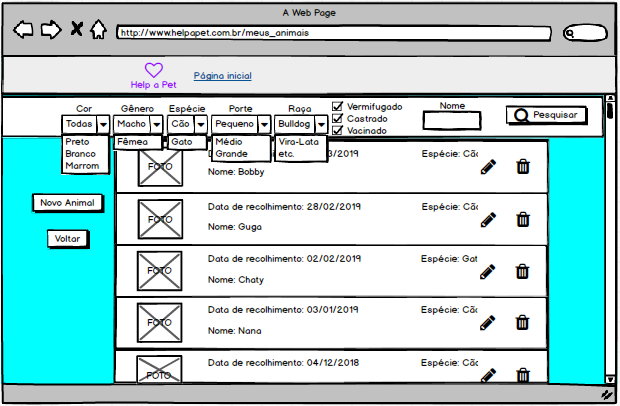 A Web Page
http://www.helpapet.com.br/meus_animais
Help a Pet
Página inicial
Cor Gênero Espécie Porte Raça Vermifugado Nome
Todas Macho Cão Pequeno Bulldog Castrado Pesquisar
Vacinado
Preto Fêmea Gato Médio Vira-Lata
Branco Grande etc.
Marrom
3/2019 Espécie: Cão
FOTO
Nome: Bobby
Novo Animal
Data de recolhimento: 28/02/2019 Espécie: Cão
FOTO
Nome: Guga
Voltar
Data de recolhimento: 02/02/2019 Espécie: Gat
FOTO
Nome: Chaty
Data de recolhimento: 03/01/2019 Espécie: Cão
FOTO
Nome: Nana
Data de recolhimento: 04/12/2018 Espécie: Cão
FOTO